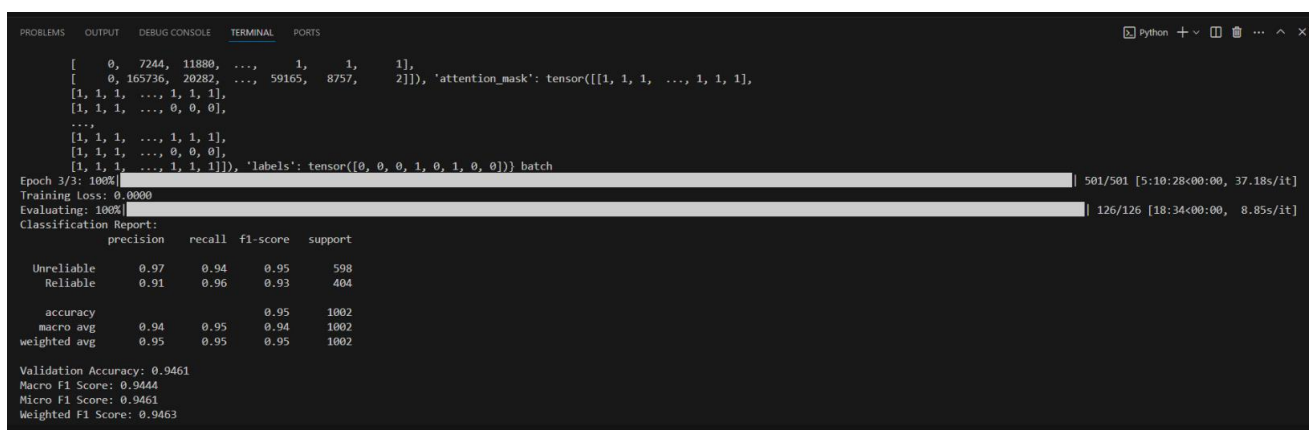 PROBLEMS OUTPUT DEBUG CONSOLE TERMINAL PORTS Python
[ 0, 7244, 11880, ..., 1, 1, 1],
[ 0, 165736, 20282, ..., 59165, 8757, 2]]), 'attention_mask': tensor([[1, 1, 1, ..., 1, 1, 1],
[1, 1, 1, ..., 1, 1, 1],
[1, 1, 1, ..., 0, 0, 0],
...,
[1, 1, 1, ..., 1, 1, 1],
[1, 1, 1, ..., 0, 0, 0],
[1, 1, 1, ..., 1, 1, 1]]), 'labels': tensor([0, 0, 0, 1, 0, 1, 0, 0])} batch
Epoch 3/3: 100%| | 501/501 [5:10:28<00:00, 37.18s/it]
Training Loss: 0.0000
Evaluating: 100%| | 126/126 [18:34<00:00, 8.85s/it]
Classification Report:
precision recall f1-score support
Unreliable 0.97 0.94 0.95 598
Reliable 0.91 0.96 0.93 404
accuracy 0.95 1002
macro avg 0.94 0.95 0.94 1002
weighted avg 0.95 0.95 0.95 1002
Validation Accuracy: 0.9461
Macro F1 Score: 0.9444
Micro F1 Score: 0.9461
Weighted F1 Score: 0.9463